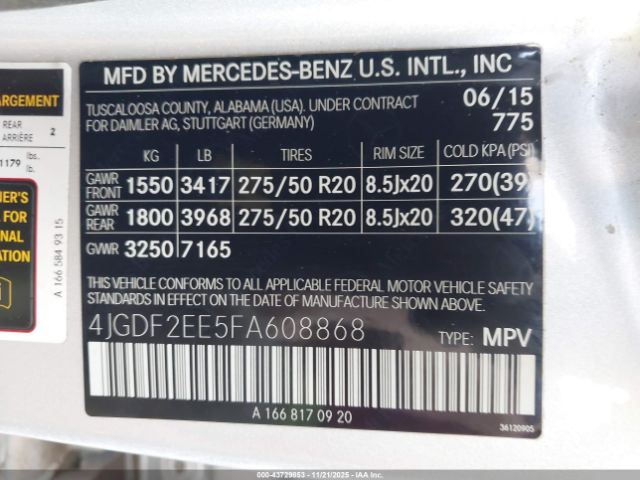 MFD BY MERCEDES-BENZ U.S. INTL., INC
TUSCALOOSA COUNTY, ALABAMA (USA). UNDER CONTRACT
FOR DAIMLER AG, STUTTGART (GERMANY)
06/15
775
KG LB TIRES RIM SIZE COLD KPA(PSI)
GAWR FRONT 1550 3417 275/50 R20 8.5Jx20 270(39)
GAWR REAR 1800 3968 275/50 R20 8.5Jx20 320(47)
GVWR 3250 7165
THIS VEHICLE CONFORMS TO ALL APPLICABLE FEDERAL MOTOR VEHICLE SAFETY
STANDARDS IN EFFECT ON THE DATE OF MANUFACTURE SHOWN ABOVE.
4JGDF2EE5FA608868
TYPE: MPV
A 166 817 09 20
36120905
ARGEMENT
REAR
ARRIÈRE
2
1179 lbs.
lb.
NER'S
FOR
ONAL
ATION
A 166 584 93 15
000-43729853 - 11/21/2025 - Copyright IAA, LLC